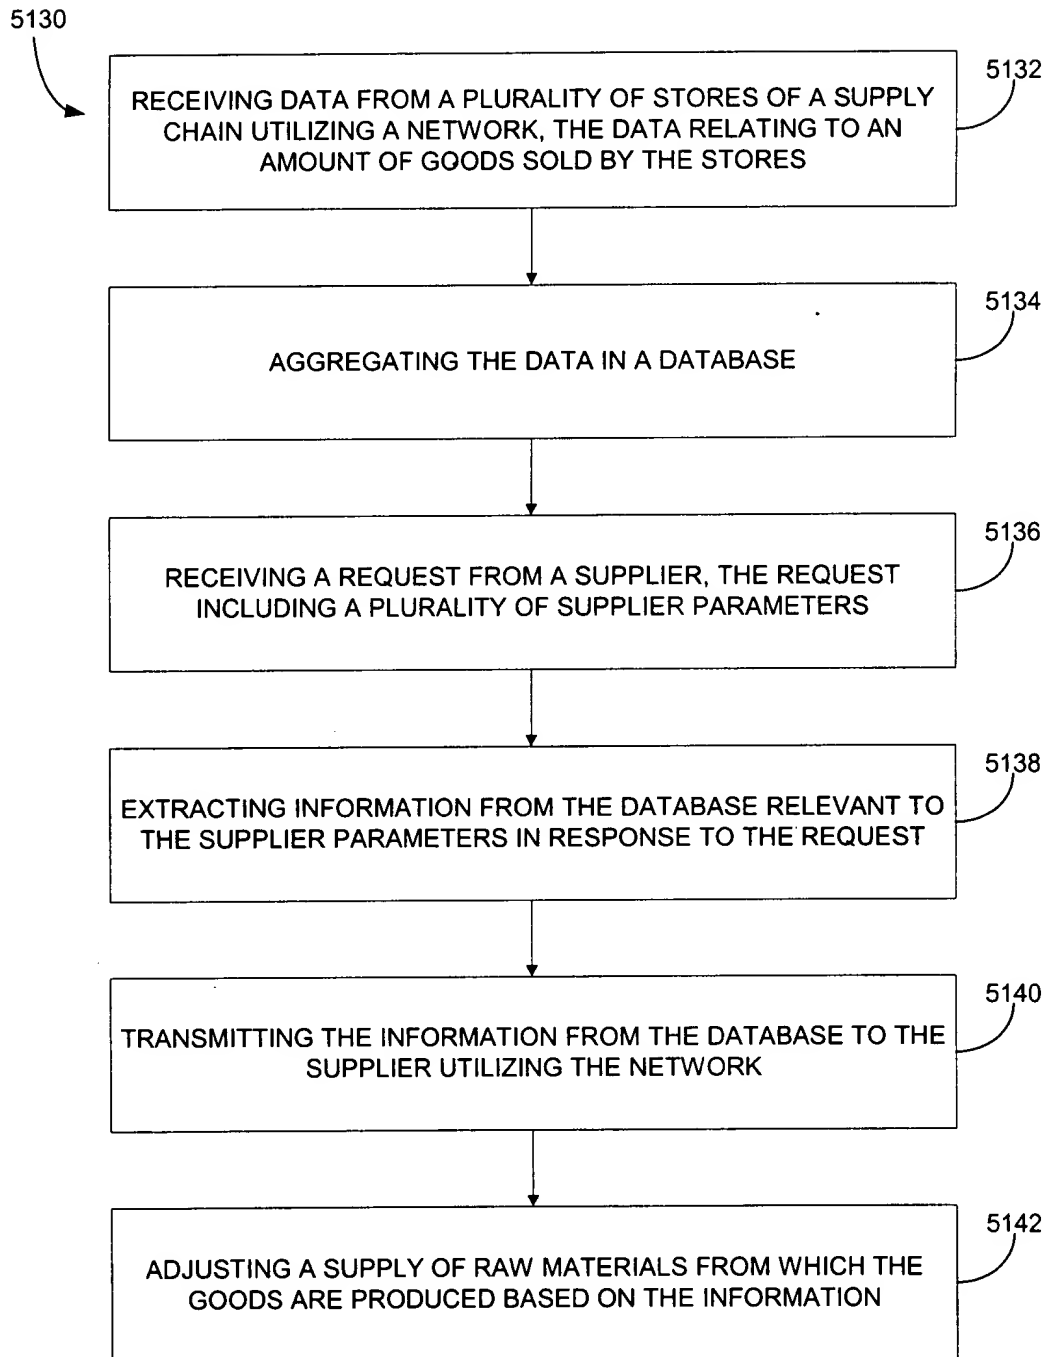 5130
5132
RECEIVING DATA FROM A PLURALITY OF STORES OF A SUPPLY
CHAIN UTILIZING A NETWORK, THE DATA RELATING TO AN
AMOUNT OF GOODS SOLD BY THE STORES
5134
AGGREGATING THE DATA IN A DATABASE
5136
RECEIVING A REQUEST FROM A SUPPLIER, THE REQUEST
INCLUDING A PLURALITY OF SUPPLIER PARAMETERS
5138
EXTRACTING INFORMATION FROM THE DATABASE RELEVANT TO
THE SUPPLIER PARAMETERS IN RESPONSE TO THE REQUEST
5140
TRANSMITTING THE INFORMATION FROM THE DATABASE TO THE
SUPPLIER UTILIZING THE NETWORK
5142
ADJUSTING A SUPPLY OF RAW MATERIALS FROM WHICH THE
GOODS ARE PRODUCED BASED ON THE INFORMATION